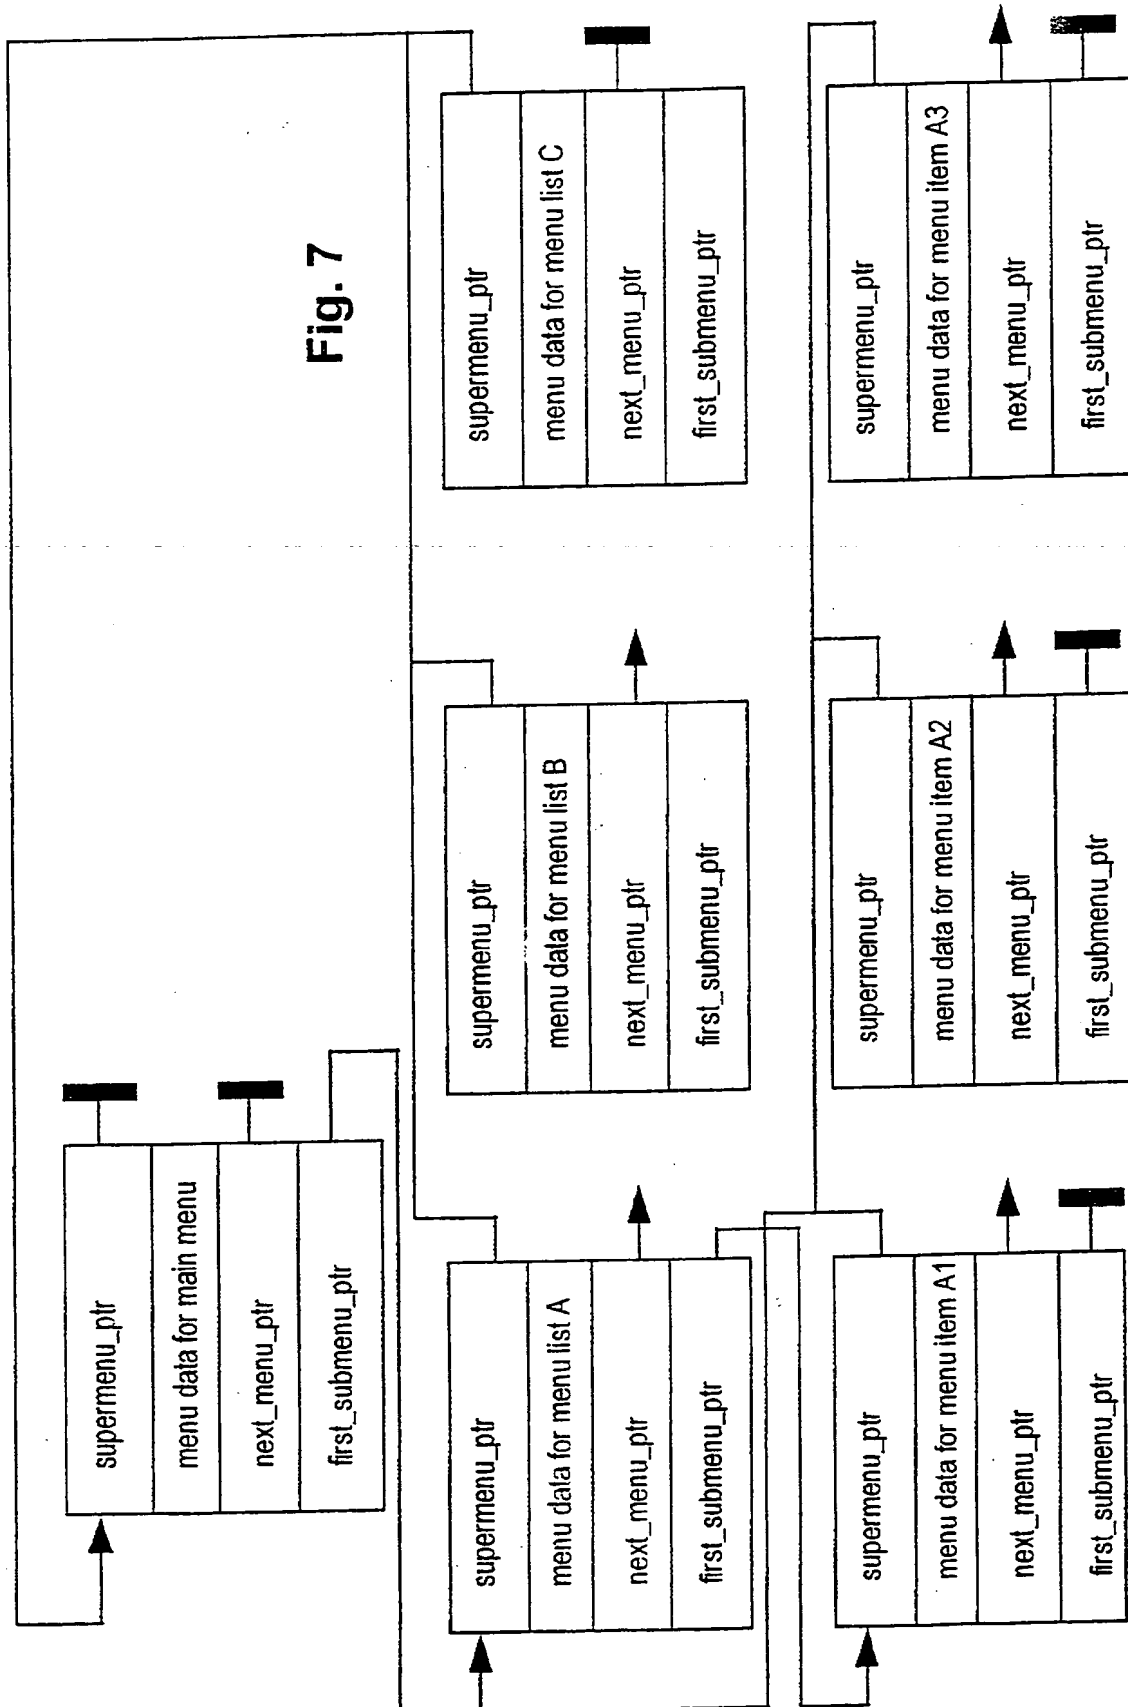 supermenu_ptr
menu data for main menu
next_menu_ptr
first_submenu_ptr
Fig. 7
supermenu_ptr
menu data for menu list A
next_menu_ptr
first_submenu_ptr
supermenu_ptr
menu data for menu list B
next_menu_ptr
first_submenu_ptr
supermenu_ptr
menu data for menu list C
next_menu_ptr
first_submenu_ptr
supermenu_ptr
menu data for menu item A1
next_menu_ptr
first_submenu_ptr
supermenu_ptr
menu data for menu item A2
next_menu_ptr
first_submenu_ptr
supermenu_ptr
menu data for menu item A3
next_menu_ptr
first_submenu_ptr